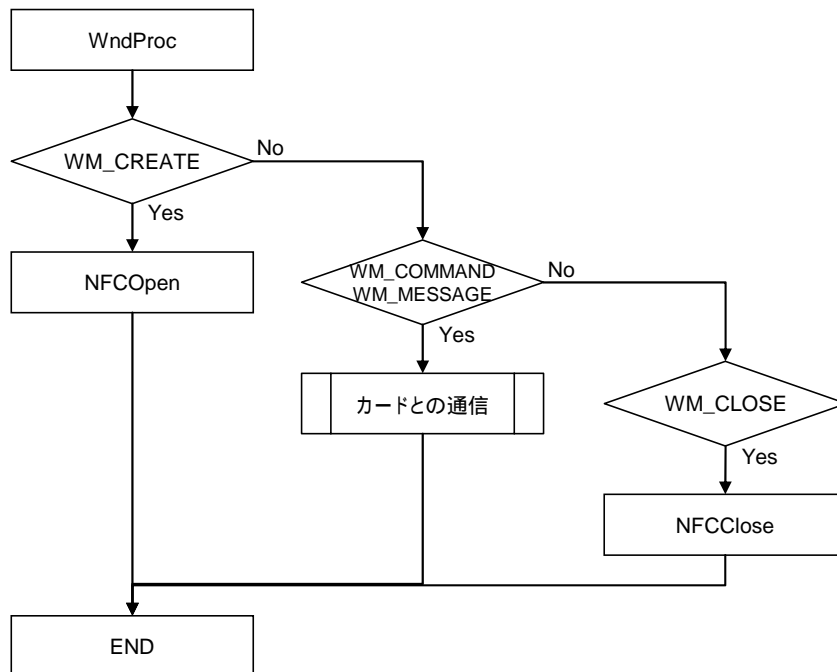 WndProc
WM_CREATE
No
Yes
NFCOpen
WM_COMMAND
WM_MESSAGE
No
Yes
カードとの通信
WM_CLOSE
Yes
NFCClose
END